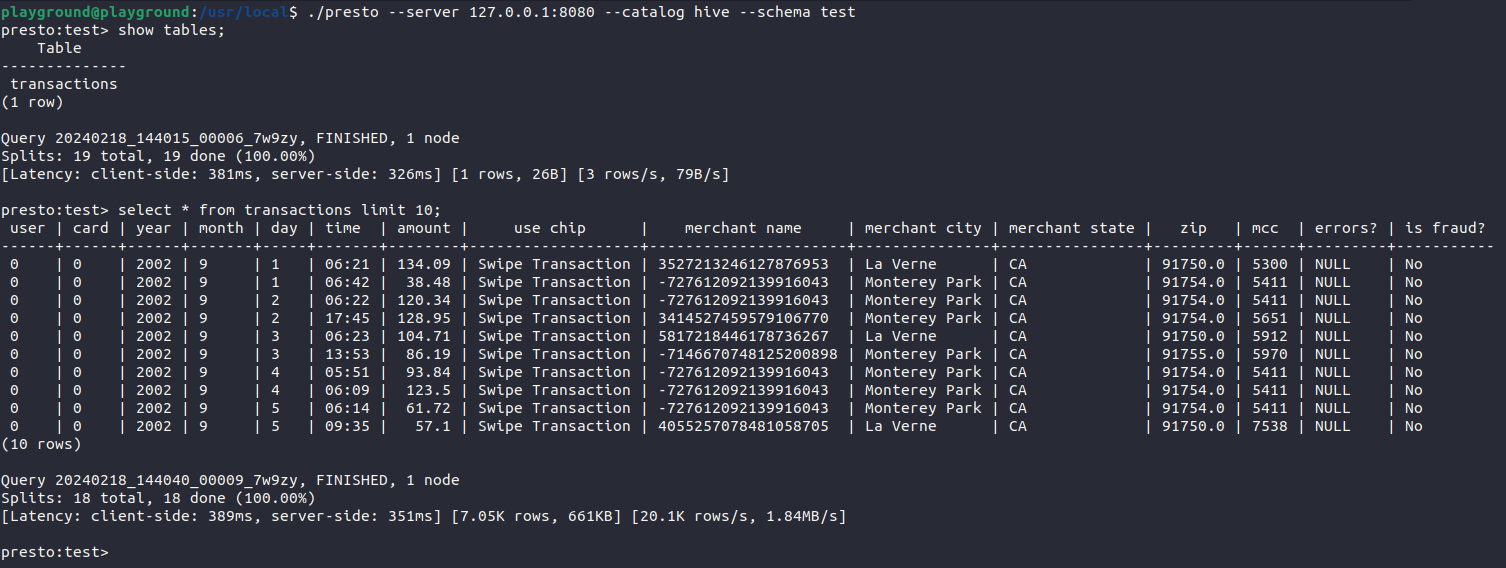 playground@playground:/usr/local$ ./presto --server 127.0.0.1:8080 --catalog hive --schema test
presto:test> show tables;
    Table
--------------
 transactions
(1 row)

Query 20240218_144015_00006_7w9zy, FINISHED, 1 node
Splits: 19 total, 19 done (100.00%)
[Latency: client-side: 381ms, server-side: 326ms] [1 rows, 26B] [3 rows/s, 79B/s]

presto:test> select * from transactions limit 10;
 user | card | year | month | day | time  | amount |     use chip      |    merchant name     | merchant city | merchant state |   zip   | mcc  | errors? | is fraud?
------+------+------+-------+-----+-------+--------+-------------------+----------------------+---------------+----------------+---------+------+---------+-----------
 0    | 0    | 2002 | 9     | 1   | 06:21 | 134.09 | Swipe Transaction | 3527213246127876953  | La Verne      | CA             | 91750.0 | 5300 | NULL    | No
 0    | 0    | 2002 | 9     | 1   | 06:42 |  38.48 | Swipe Transaction | -727612092139916043  | Monterey Park | CA             | 91754.0 | 5411 | NULL    | No
 0    | 0    | 2002 | 9     | 2   | 06:22 | 120.34 | Swipe Transaction | -727612092139916043  | Monterey Park | CA             | 91754.0 | 5411 | NULL    | No
 0    | 0    | 2002 | 9     | 2   | 17:45 | 128.95 | Swipe Transaction | 3414527459579106770  | Monterey Park | CA             | 91754.0 | 5651 | NULL    | No
 0    | 0    | 2002 | 9     | 3   | 06:23 | 104.71 | Swipe Transaction | 5817218446178736267  | La Verne      | CA             | 91750.0 | 5912 | NULL    | No
 0    | 0    | 2002 | 9     | 3   | 13:53 |  86.19 | Swipe Transaction | -7146670748125200898 | Monterey Park | CA             | 91755.0 | 5970 | NULL    | No
 0    | 0    | 2002 | 9     | 4   | 05:51 |  93.84 | Swipe Transaction | -727612092139916043  | Monterey Park | CA             | 91754.0 | 5411 | NULL    | No
 0    | 0    | 2002 | 9     | 4   | 06:09 |  123.5 | Swipe Transaction | -727612092139916043  | Monterey Park | CA             | 91754.0 | 5411 | NULL    | No
 0    | 0    | 2002 | 9     | 5   | 06:14 |  61.72 | Swipe Transaction | -727612092139916043  | Monterey Park | CA             | 91754.0 | 5411 | NULL    | No
 0    | 0    | 2002 | 9     | 5   | 09:35 |   57.1 | Swipe Transaction | 4055257078481058705  | La Verne      | CA             | 91750.0 | 7538 | NULL    | No
(10 rows)

Query 20240218_144040_00009_7w9zy, FINISHED, 1 node
Splits: 18 total, 18 done (100.00%)
[Latency: client-side: 389ms, server-side: 351ms] [7.05K rows, 661KB] [20.1K rows/s, 1.84MB/s]

presto:test>